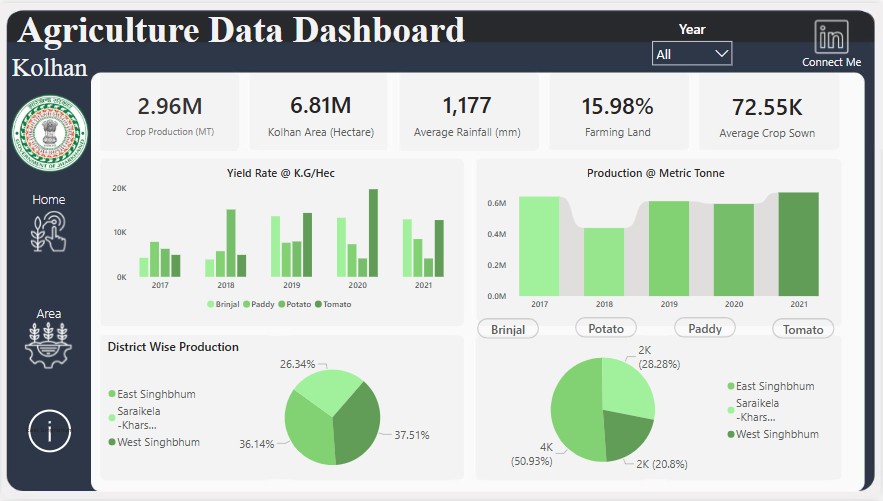 Agriculture Data Dashboard
Kolhan
Year
All
in
Connect Me
2.96M
Crop Production (MT)
6.81M
Kolhan Area (Hectare)
1,177
Average Rainfall (mm)
15.98%
Farming Land
72.55K
Average Crop Sown
Home
Area
i
Yield Rate @ K.G/Hec
20K
10K
0K
2017 2018 2019 2020 2021
Brinjal Paddy Potato Tomato
Production @ Metric Tonne
0.6M
0.4M
0.2M
0.0M
2017 2018 2019 2020 2021
Brinjal Potato Paddy Tomato
District Wise Production
East Singhbhum
Saraikela
-Khars...
West Singhbhum
26.34%
36.14%
37.51%
2K
(28.28%)
4K
(50.93%)
2K (20.8%)
East Singhbhum
Saraikela
-Khars...
West Singhbhum